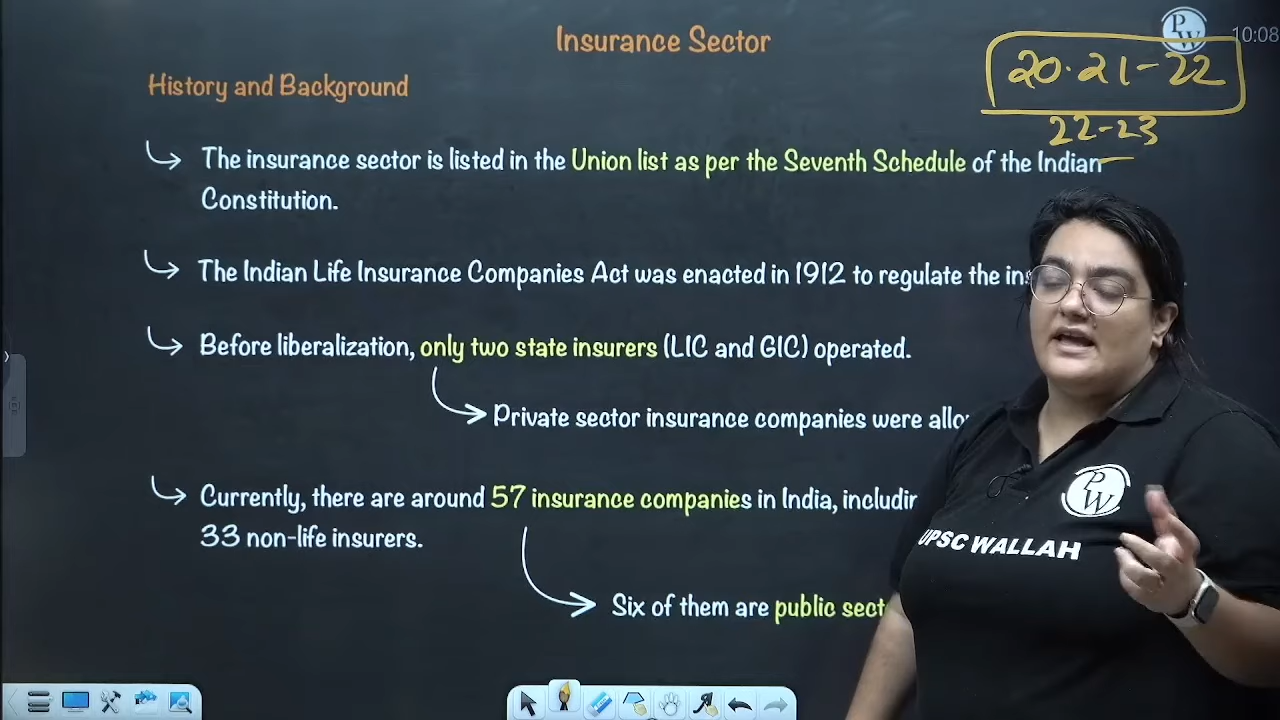 Insurance Sector
PW
10:08
20·21-22
22-23
History and Background
The insurance sector is listed in the Union list as per the Seventh Schedule of the Indian
Constitution.
The Indian Life Insurance Companies Act was enacted in 1912 to regulate the
Before liberalization, only two state insurers (LIC and GIC) operated.
Private sector insurance companies were
Currently, there are around 57 insurance companies in India,
33 non-life insurers.
Six of them are public
PW
UPSC WALLAH